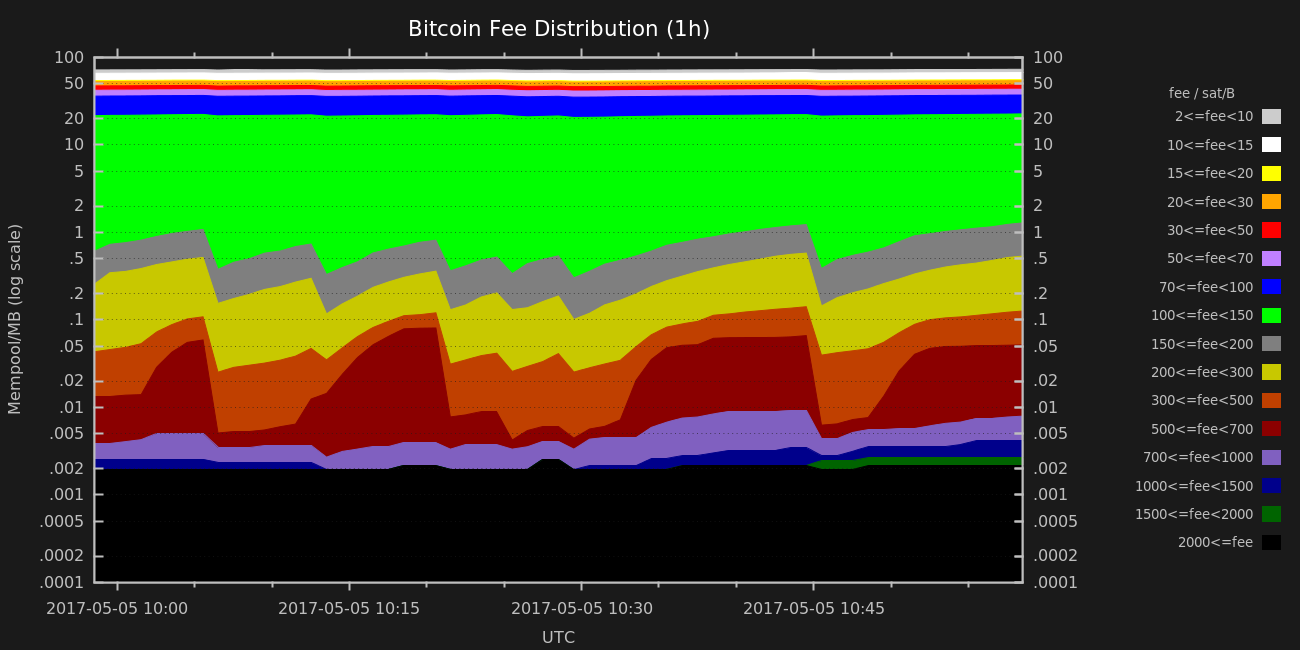 Bitcoin Fee Distribution (1h)
Mempool/MB (log scale)
100
50
20
10
5
2
1
.5
.2
.1
.05
.02
.01
.005
.002
.001
.0005
.0002
.0001
100
50
20
10
5
2
1
.5
.2
.1
.05
.02
.01
.005
.002
.001
.0005
.0002
.0001
2017-05-05 10:00
2017-05-05 10:15
2017-05-05 10:30
2017-05-05 10:45
UTC
fee / sat/B
2<=fee<10
10<=fee<15
15<=fee<20
20<=fee<30
30<=fee<50
50<=fee<70
70<=fee<100
100<=fee<150
150<=fee<200
200<=fee<300
300<=fee<500
500<=fee<700
700<=fee<1000
1000<=fee<1500
1500<=fee<2000
2000<=fee